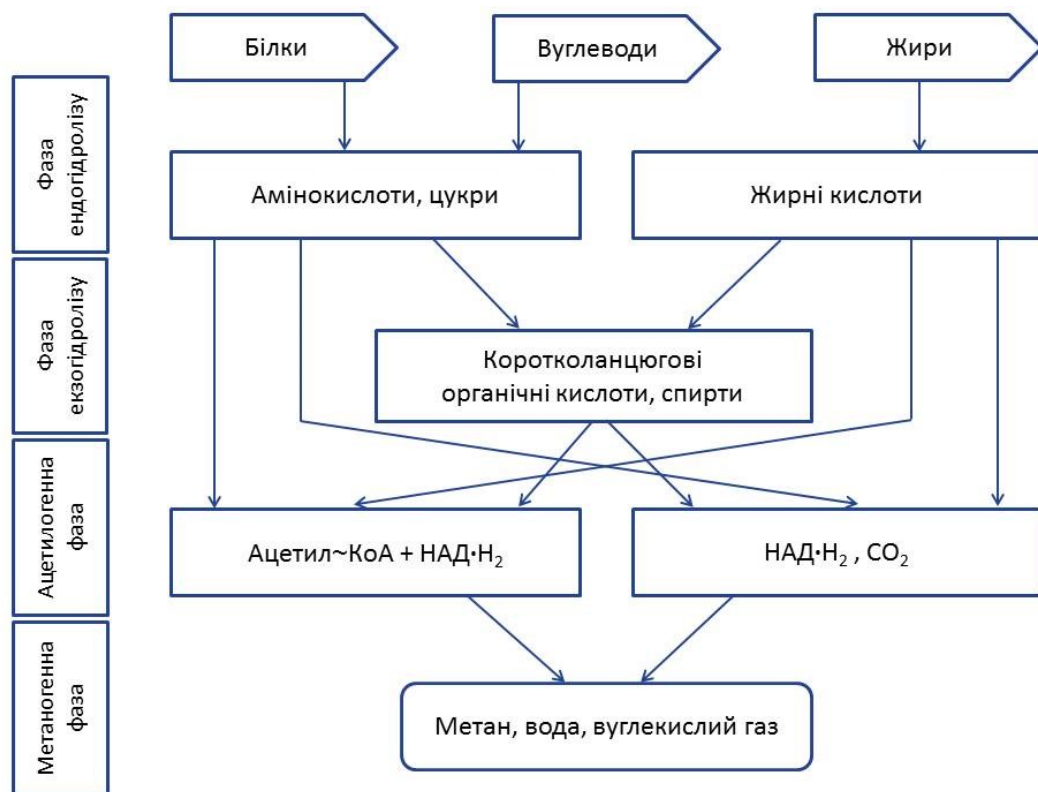 Білки
Вуглеводи
Жири
Фаза
ендогідролізу
Амінокислоти, цукри
Жирні кислоти
Фаза
екзогідролізу
Коротколанцюгові
органічні кислоти, спирти
Ацетилогенна
фаза
Ацетил~КоА + НАД·Н₂
НАД·Н₂ , СО₂
Метаногенна
фаза
Метан, вода, вуглекислий газ